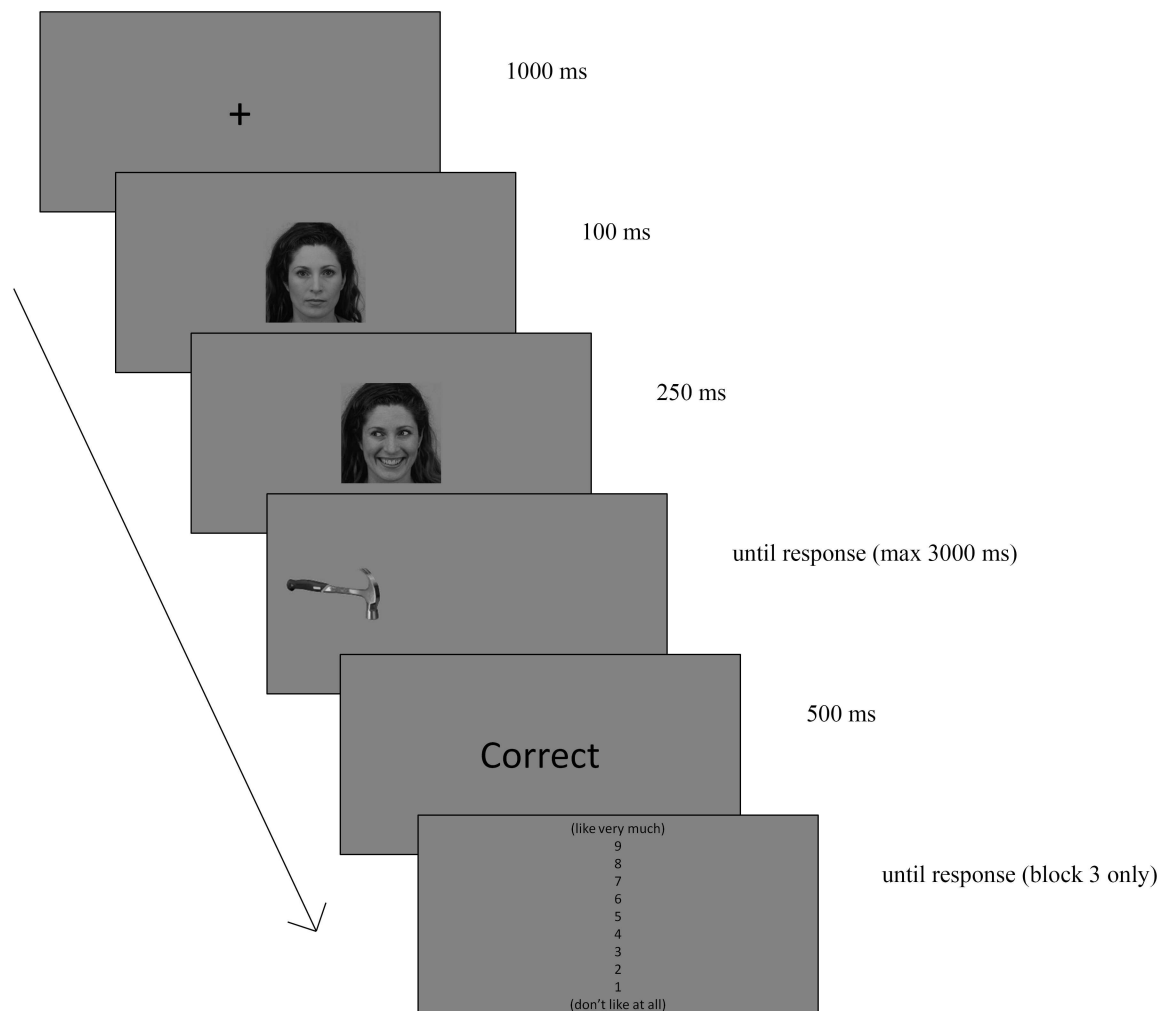 +
1000 ms
100 ms
250 ms
until response (max 3000 ms)
500 ms
Correct
(like very much)
9
8
7
6
5
4
3
2
1
(don't like at all)
until response (block 3 only)